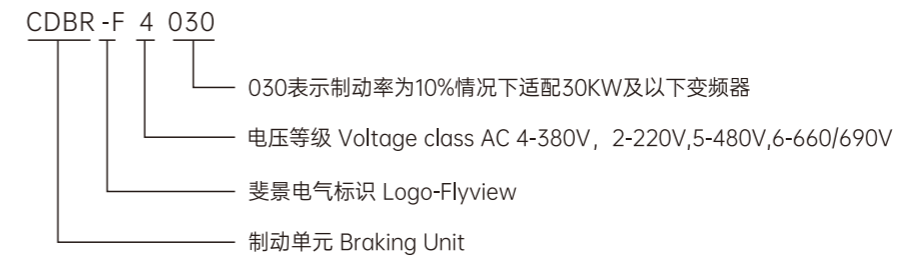 CDBR -F 4 030
030表示制动率为10%情况下适配30KW及以下变频器
电压等级 Voltage class AC 4-380V，2-220V,5-480V,6-660/690V
斐景电气标识 Logo-Flyview
制动单元 Braking Unit